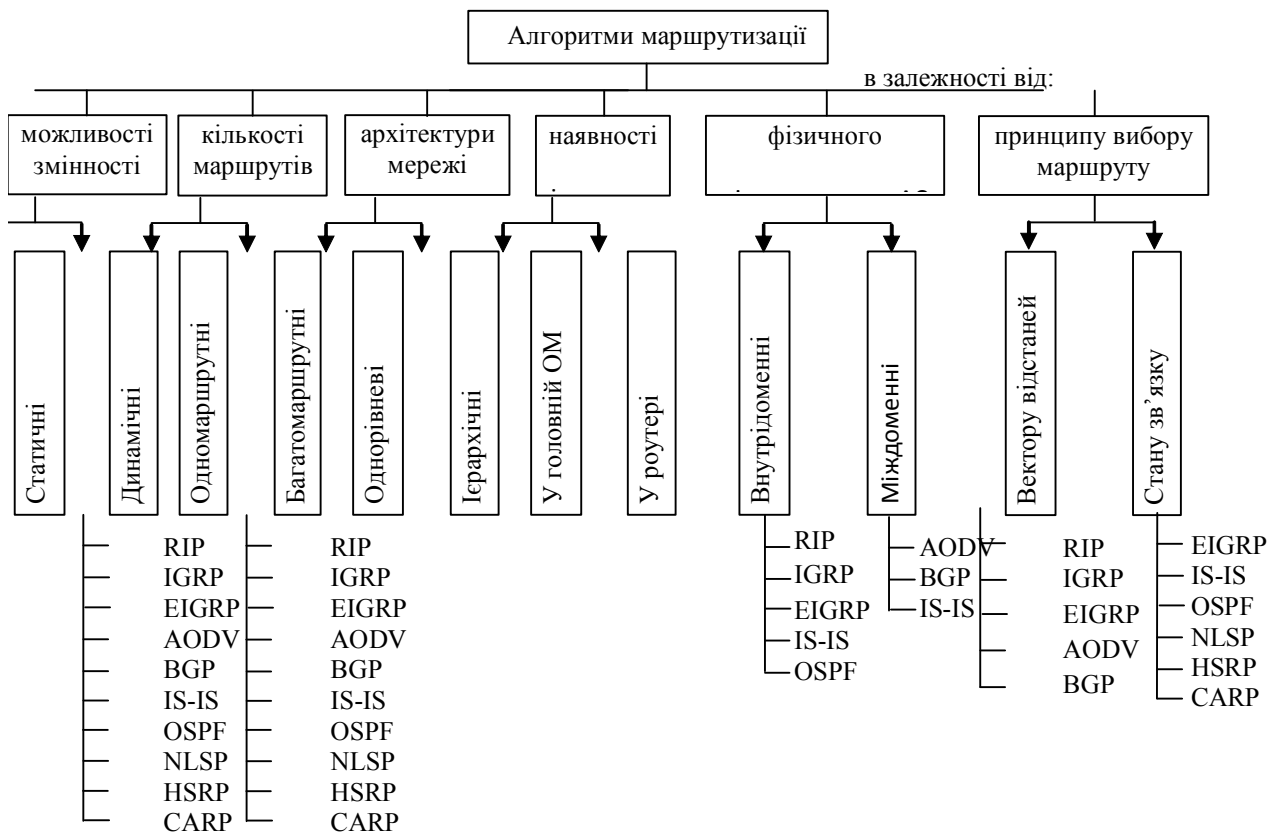 Алгоритми маршрутизації
в залежності від:
можливості
змінності
кількості
маршрутів
архітектури
мережі
наявності
фізичного
принципу вибору
маршруту
Статичні
Динамічні
Одномаршрутні
Багатомаршрутні
Однорівневі
Ієрархічні
У головній ОМ
У роутері
Внутрідоменні
Міждоменні
Вектору відстаней
Стану зв’язку
RIP
IGRP
EIGRP
AODV
BGP
IS-IS
OSPF
NLSP
HSRP
CARP
RIP
IGRP
EIGRP
AODV
BGP
IS-IS
OSPF
NLSP
HSRP
CARP
RIP
IGRP
EIGRP
IS-IS
OSPF
AODV
BGP
IS-IS
RIP
IGRP
EIGRP
AODV
BGP
EIGRP
IS-IS
OSPF
NLSP
HSRP
CARP